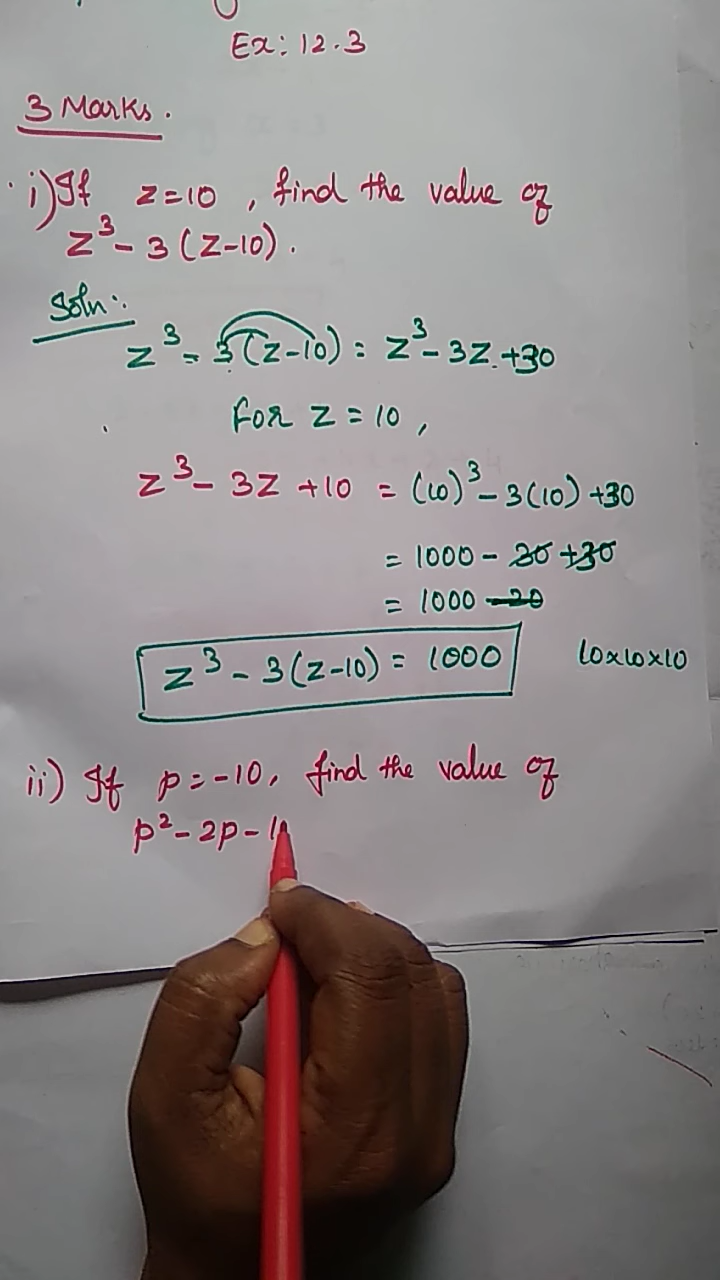 Ex: 12.3
3 Marks.
i) If z=10, find the value of
z³ - 3(z-10).
Soln:
z³ - 3(z-10) = z³ - 3z + 30
For z = 10,
z³ - 3z + 10 = (10)³ - 3(10) + 30
= 1000 - 30 + 30
= 1000 - 20
z³ - 3(z-10) = 1000
10x10x10
ii) If p = -10, find the value of
p² - 2p - 1